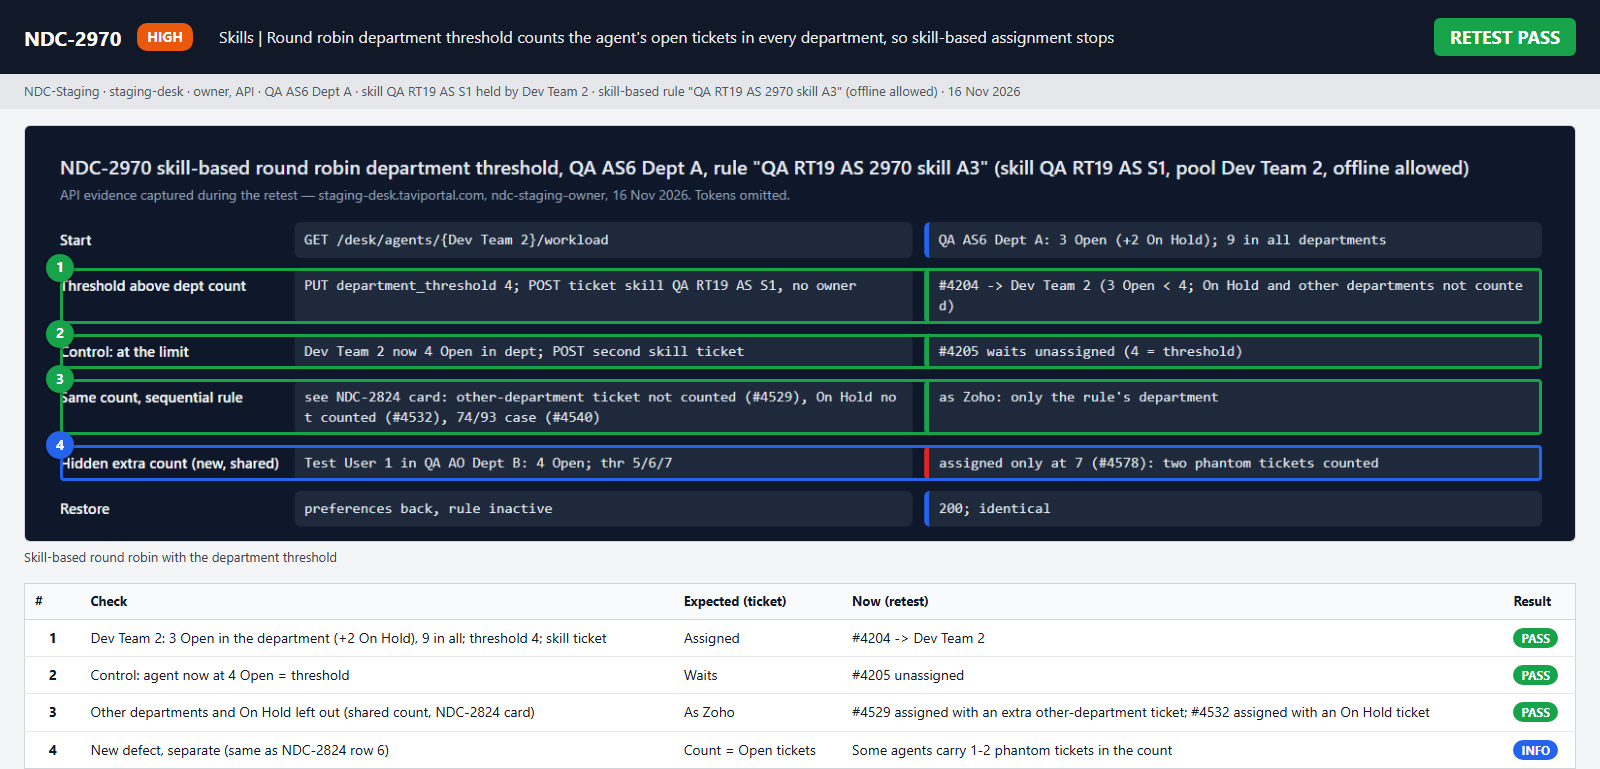 NDC-2970 HIGH Skills | Round robin department threshold counts the agent's open tickets in every department, so skill-based assignment stops RETEST PASS
NDC-Staging · staging-desk · owner, API · QA AS6 Dept A · skill QA RT19 AS S1 held by Dev Team 2 · skill-based rule "QA RT19 AS 2970 skill A3" (offline allowed) · 16 Nov 2026
NDC-2970 skill-based round robin department threshold, QA AS6 Dept A, rule "QA RT19 AS 2970 skill A3" (skill QA RT19 AS S1, pool Dev Team 2, offline allowed)
API evidence captured during the retest — staging-desk.taviportal.com, ndc-staging-owner, 16 Nov 2026. Tokens omitted.
Start GET /desk/agents/{Dev Team 2}/workload QA AS6 Dept A: 3 Open (+2 On Hold); 9 in all departments
1
Threshold above dept count PUT department_threshold 4; POST ticket skill QA RT19 AS S1, no owner #4204 -> Dev Team 2 (3 Open < 4; On Hold and other departments not counte
d)
2
Control: at the limit Dev Team 2 now 4 Open in dept; POST second skill ticket #4205 waits unassigned (4 = threshold)
3
Same count, sequential rule see NDC-2824 card: other-department ticket not counted (#4529), On Hold no as Zoho: only the rule's department
t counted (#4532), 74/93 case (#4540)
4
Hidden extra count (new, shared) Test User 1 in QA AO Dept B: 4 Open; thr 5/6/7 assigned only at 7 (#4578): two phantom tickets counted
Restore preferences back, rule inactive 200; identical
Skill-based round robin with the department threshold
# Check Expected (ticket) Now (retest) Result
1 Dev Team 2: 3 Open in the department (+2 On Hold), 9 in all; threshold 4; skill ticket Assigned #4204 -> Dev Team 2 PASS
2 Control: agent now at 4 Open = threshold Waits #4205 unassigned PASS
3 Other departments and On Hold left out (shared count, NDC-2824 card) As Zoho #4529 assigned with an extra other-department ticket; #4532 assigned with an On Hold ticket PASS
4 New defect, separate (same as NDC-2824 row 6) Count = Open tickets Some agents carry 1-2 phantom tickets in the count INFO